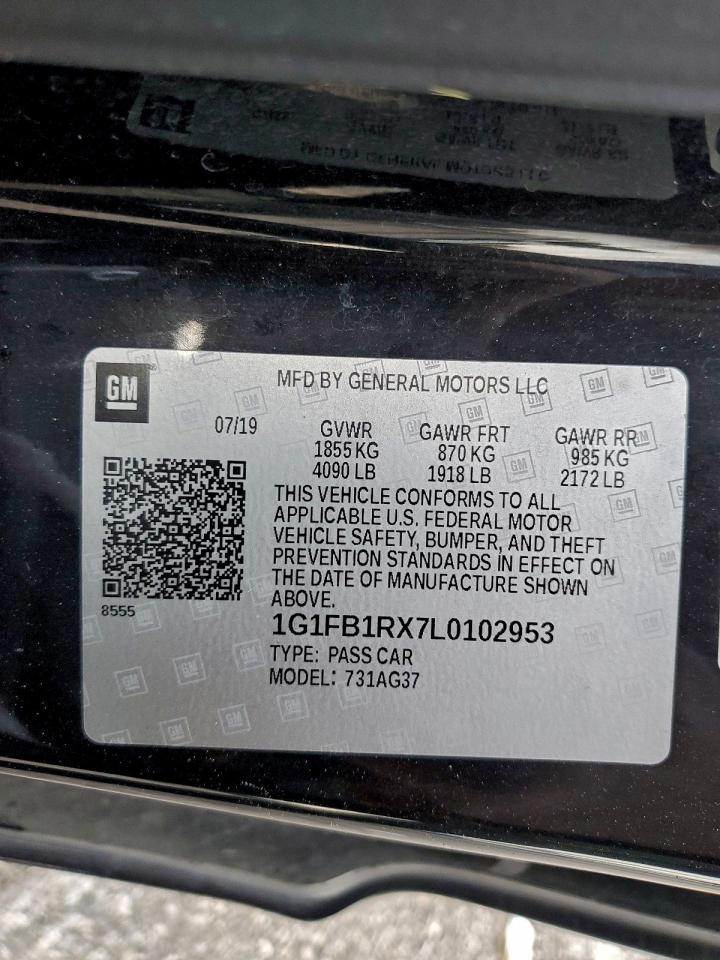 GM
MFD BY GENERAL MOTORS LLC
07/19
GVWR GAWR FRT GAWR RR
1855 KG 870 KG 985 KG
4090 LB 1918 LB 2172 LB
THIS VEHICLE CONFORMS TO ALL
APPLICABLE U.S. FEDERAL MOTOR
VEHICLE SAFETY, BUMPER, AND THEFT
PREVENTION STANDARDS IN EFFECT ON
THE DATE OF MANUFACTURE SHOWN
ABOVE.
8555
1G1FB1RX7L0102953
TYPE: PASS CAR
MODEL: 731AG37